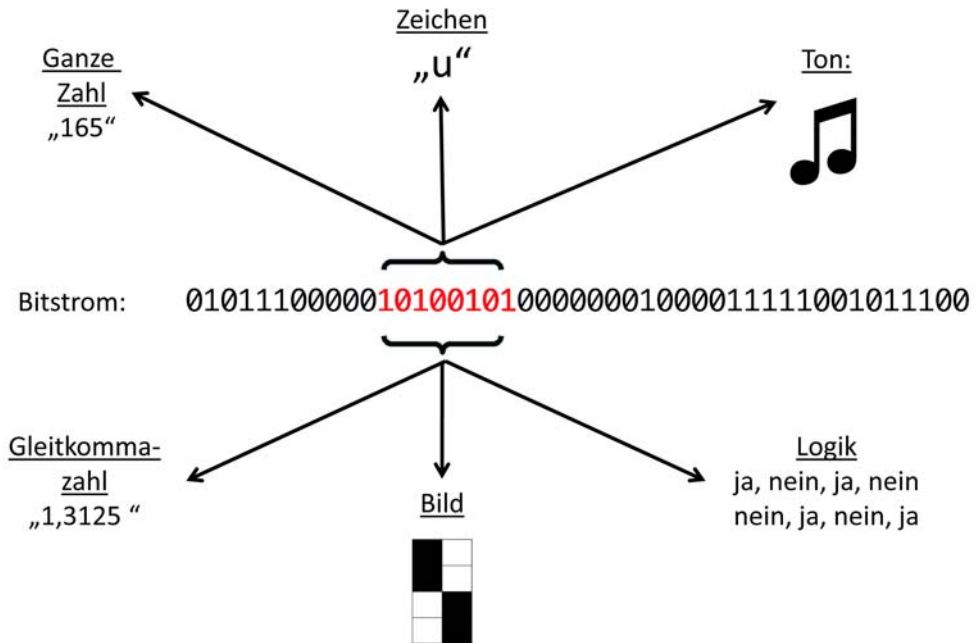 Zeichen
„u“
Ganze
Zahl
„165“
Ton:
Bitstrom:
010111000001010010100000001000011111001011100
Gleitkomma-
zahl
„1,3125 “
Bild
Logik
ja, nein, ja, nein
nein, ja, nein, ja